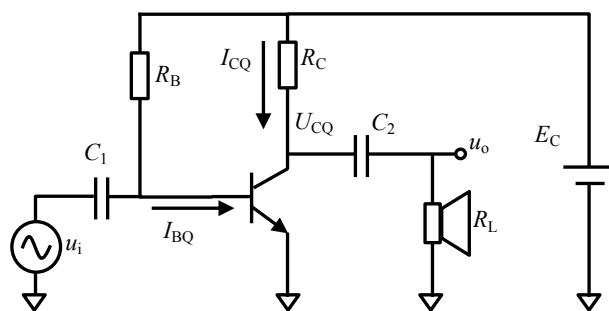 I_CQ
R_C
R_B
U_CQ
C_2
u_o
E_C
C_1
u_i
I_BQ
R_L